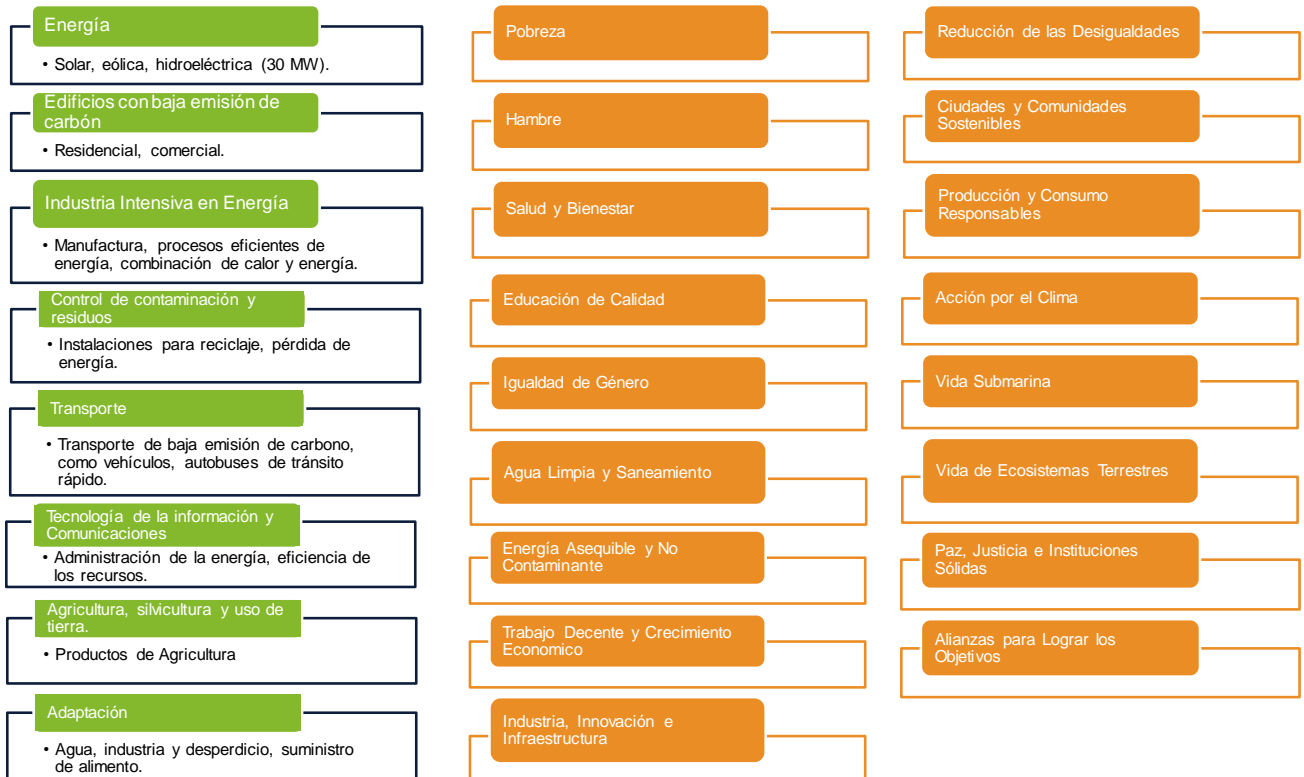 Energía
• Solar, eólica, hidroeléctrica (30 MW).
Edificios con baja emisión de
carbón
• Residencial, comercial.
Industria Intensiva en Energía
• Manufactura, procesos eficientes de
energía, combinación de calor y energía.
Control de contaminación y
residuos
• Instalaciones para reciclaje, pérdida de
energía.
Transporte
• Transporte de baja emisión de carbono,
como vehículos, autobuses de tránsito
rápido.
Tecnología de la información y
Comunicaciones
• Administración de la energía, eficiencia de
los recursos.
Agricultura, silvicultura y uso de
tierra.
• Productos de Agricultura
Adaptación
• Agua, industria y desperdicio, suministro
de alimento.
Pobreza
Hambre
Salud y Bienestar
Educación de Calidad
Igualdad de Género
Agua Limpia y Saneamiento
Energía Asequible y No
Contaminante
Trabajo Decente y Crecimiento
Economico
Industria, Innovación e
Infraestructura
Reducción de las Desigualdades
Ciudades y Comunidades
Sostenibles
Producción y Consumo
Responsables
Acción por el Clima
Vida Submarina
Vida de Ecosistemas Terrestres
Paz, Justicia e Instituciones
Sólidas
Alianzas para Lograr los
Objetivos